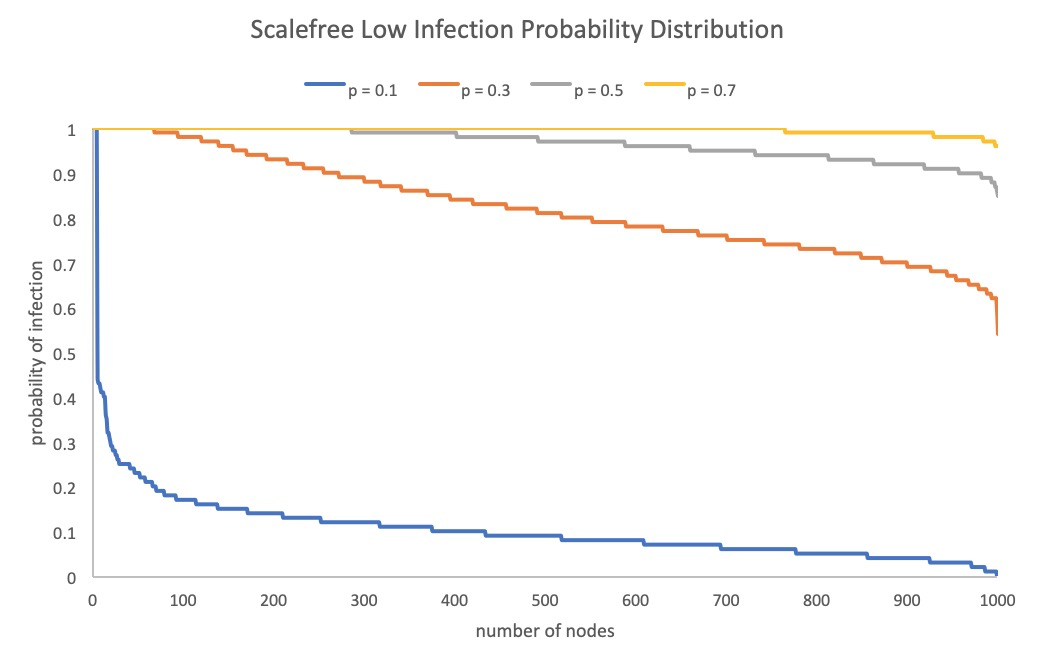 Scalefree Low Infection Probability Distribution
p = 0.1 p = 0.3 p = 0.5 p = 0.7
probability of infection
1
0.9
0.8
0.7
0.6
0.5
0.4
0.3
0.2
0.1
0
0 100 200 300 400 500 600 700 800 900 1000
number of nodes